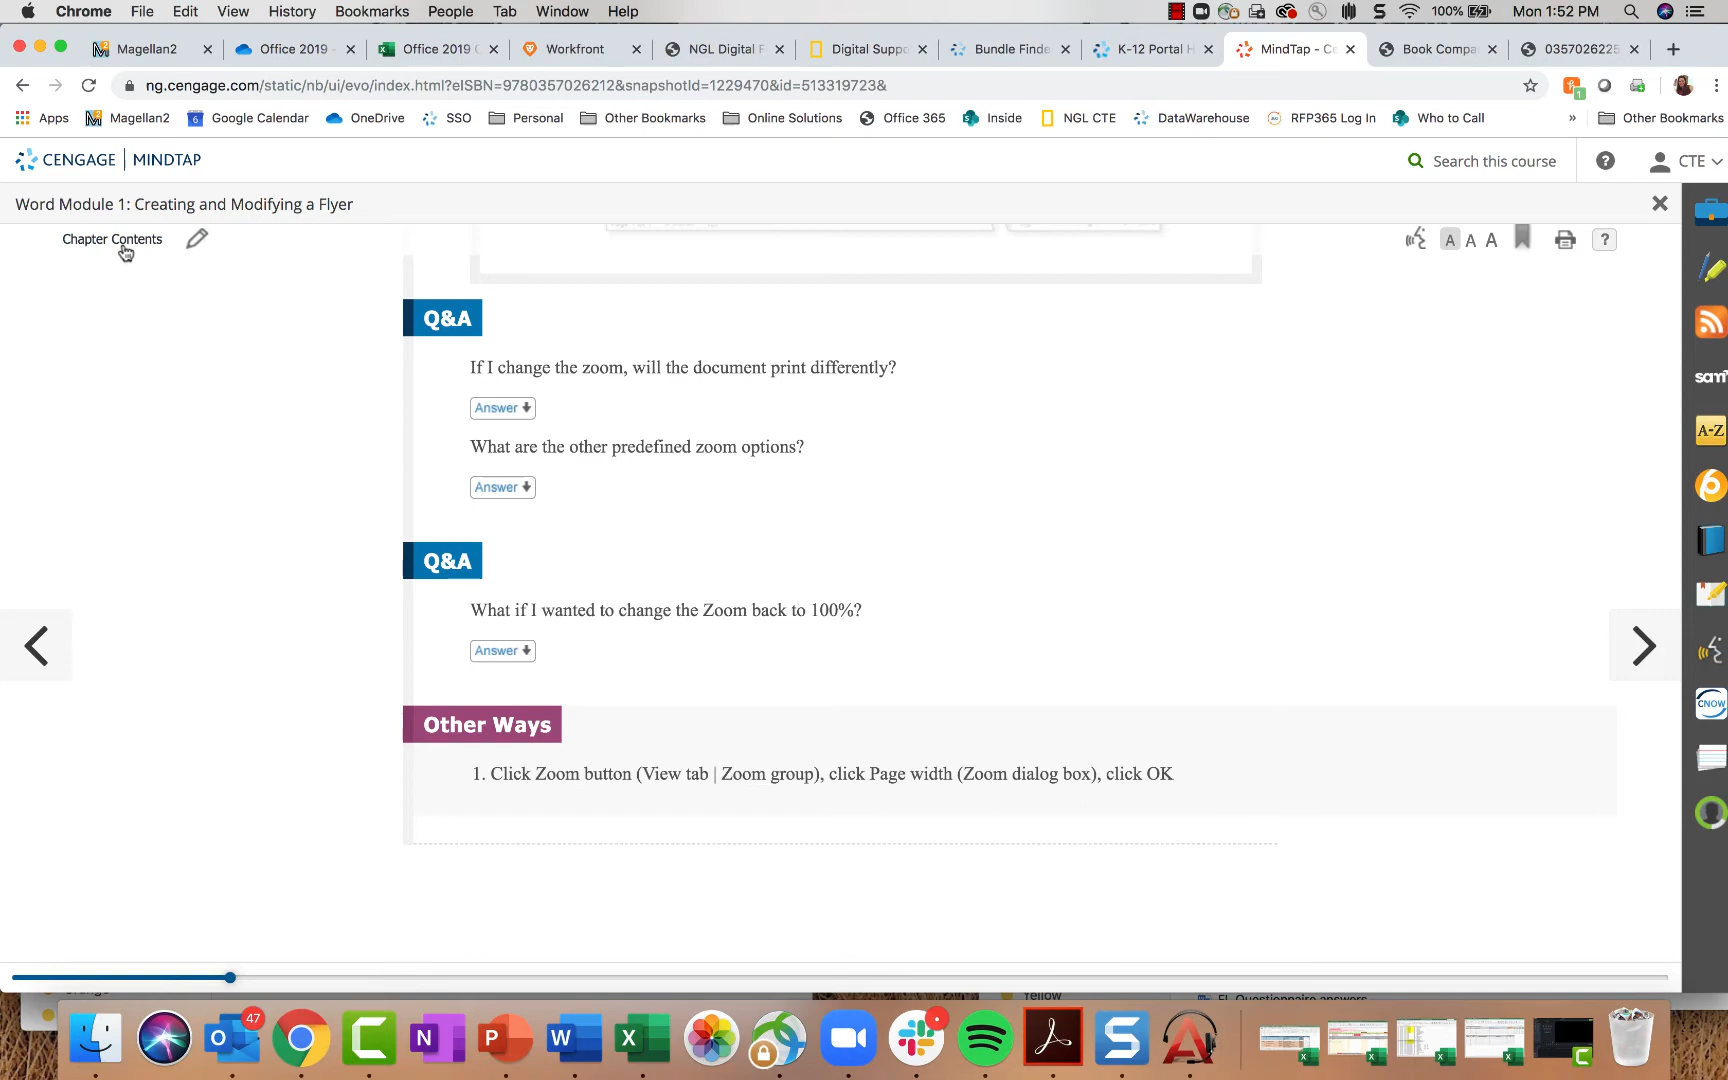 Chrome File Edit View History Bookmarks People Tab Window Help 100% Mon 1:52 PM
Magellan2 Office 2019 - Office 2019 C Workfront NGL Digital F Digital Suppo Bundle Finde K-12 Portal H MindTap - Ce Book Compa 0357026225
ng.cengage.com/static/nb/ui/evo/index.html?eISBN=9780357026212&snapshotId=1229470&id=513319723&
Apps Magellan2 Google Calendar OneDrive SSO Personal Other Bookmarks Online Solutions Office 365 Inside NGL CTE DataWarehouse RFP365 Log In Who to Call » Other Bookmarks
CENGAGE | MINDTAP Search this course CTE
Word Module 1: Creating and Modifying a Flyer
Chapter Contents A A A ?
Q&A
If I change the zoom, will the document print differently?
Answer
What are the other predefined zoom options?
Answer
Q&A
What if I wanted to change the Zoom back to 100%?
Answer
Other Ways
1. Click Zoom button (View tab | Zoom group), click Page width (Zoom dialog box), click OK
sam
A-Z
CNOW
Yellow
47